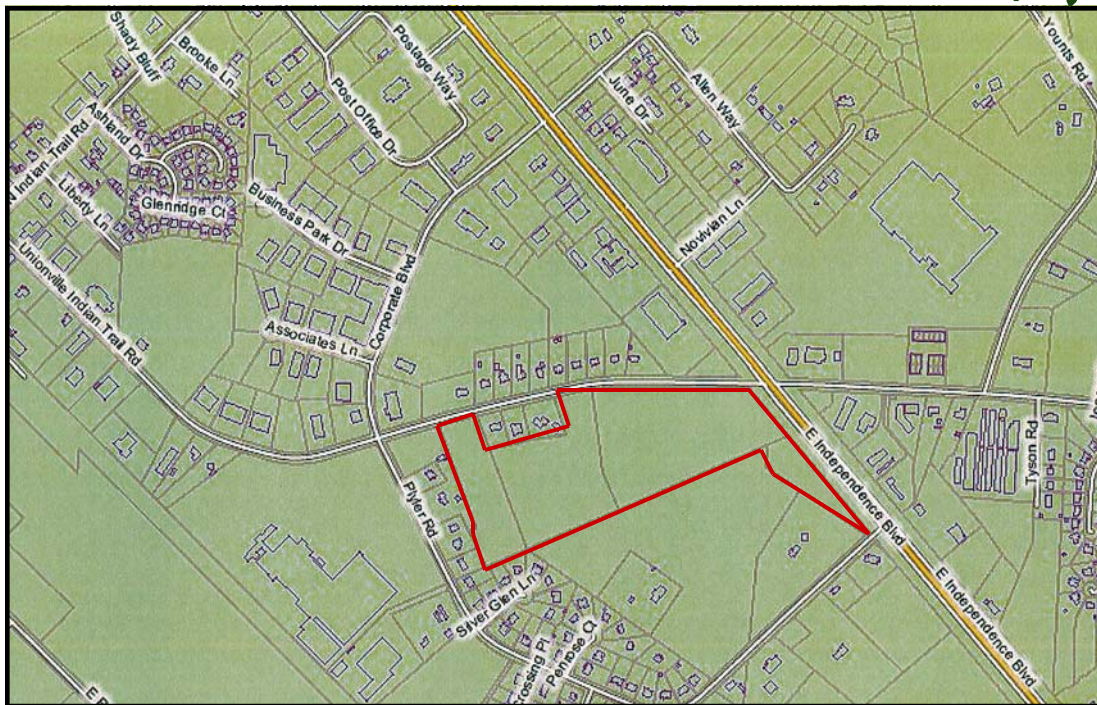 Shady Bluff
Brooke Ln
Postage Way
Post Office Dr
June Dr
Allen Way
Younts Rd
Ashland Dr
N Indian Trail Rd
Liberty Ln
Glenridge Ct
Business Park Dr
Novivian Ln
Unionville Indian Trail Rd
Corporate Blvd
Associates Ln
E Independence Blvd
Tyson Rd
Plyler Rd
Silver Glen Ln
Crossing Pl
Penrose Ct
E Independence Blvd